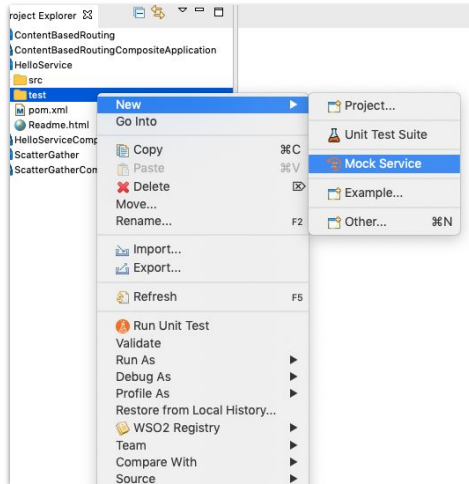 roject Explorer
ContentBasedRouting
ContentBasedRoutingCompositeApplication
HelloService
src
test
pom.xml
Readme.html
HelloServiceComp
ScatterGather
ScatterGatherCom
New
Go Into
Copy ⌘C
Paste ⌘V
Delete ⌦
Move...
Rename... F2
Import...
Export...
Refresh F5
Run Unit Test
Validate
Run As
Debug As
Profile As
Restore from Local History...
WSO2 Registry
Team
Compare With
Source
Project...
Unit Test Suite
Mock Service
Example...
Other... ⌘N